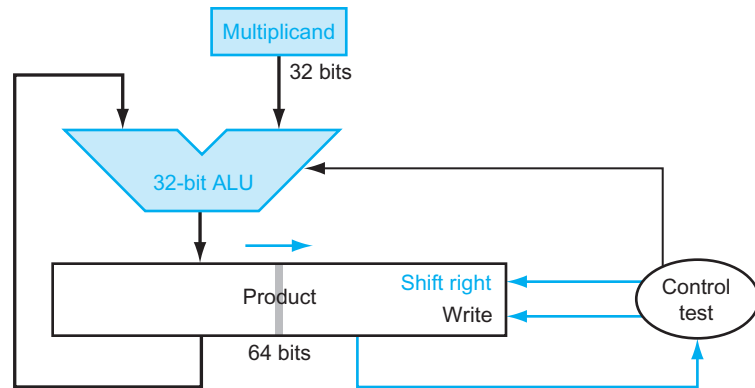 Multiplicand
32 bits
32-bit ALU
Shift right
Product
Write
64 bits
Control
test